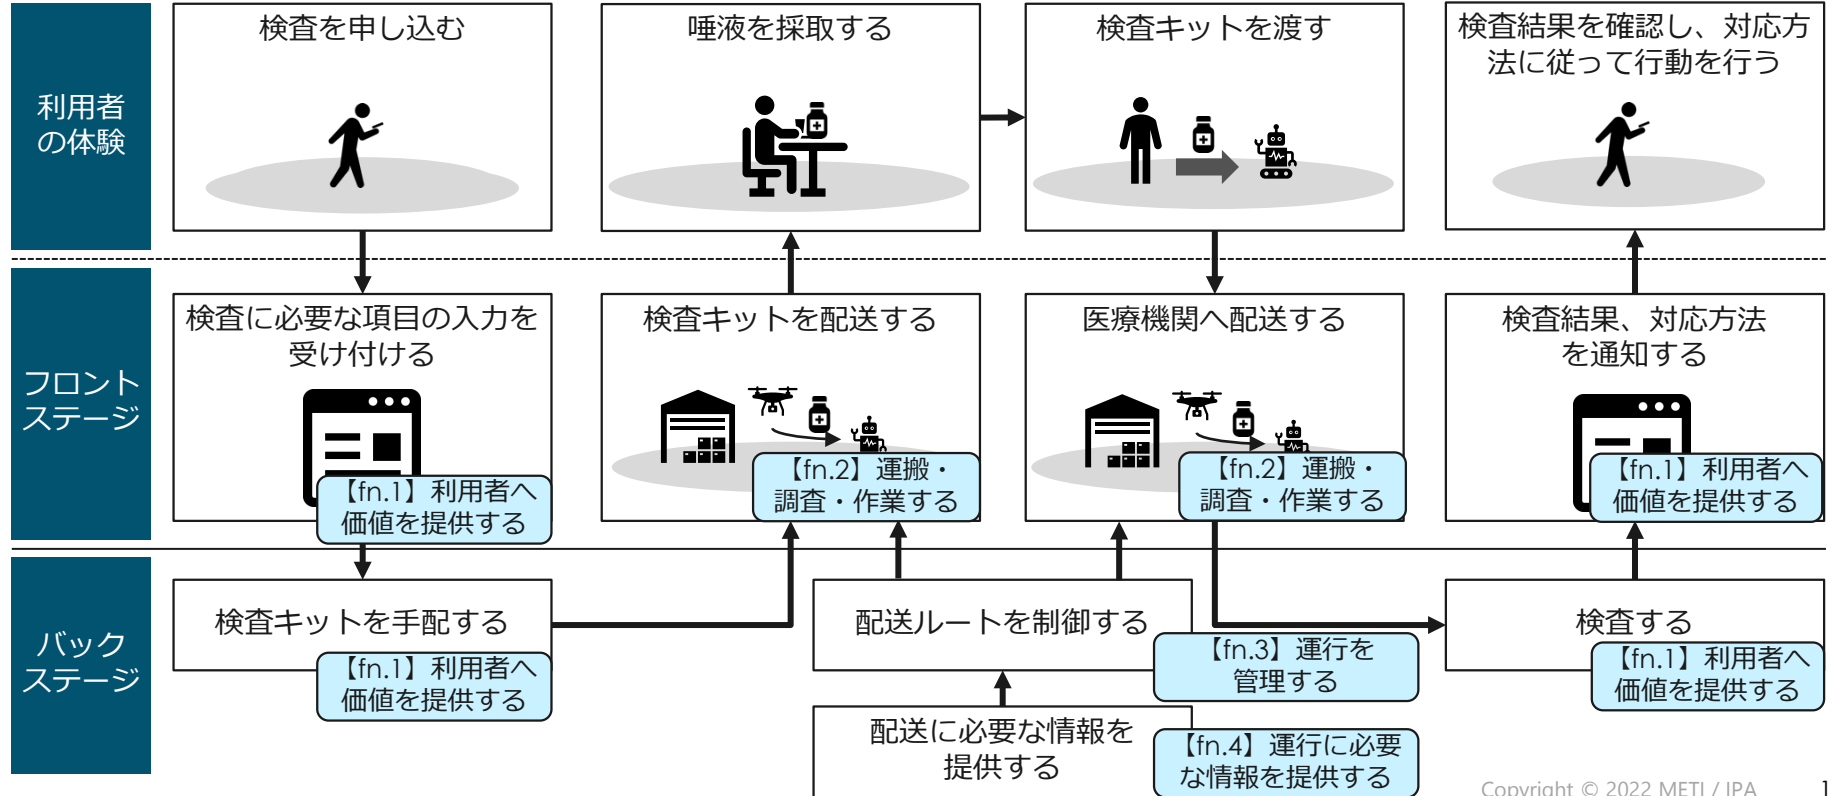 利用者
の体験
検査を申し込む
唾液を採取する
検査キットを渡す
検査結果を確認し、対応方
法に従って行動を行う
フロント
ステージ
検査に必要な項目の入力を
受け付ける
【fn.1】利用者へ
価値を提供する
検査キットを配送する
【fn.2】運搬・
調査・作業する
医療機関へ配送する
【fn.2】運搬・
調査・作業する
検査結果、対応方法
を通知する
【fn.1】利用者へ
価値を提供する
バック
ステージ
検査キットを手配する
【fn.1】利用者へ
価値を提供する
配送ルートを制御する
【fn.3】運行を
管理する
検査する
【fn.1】利用者へ
価値を提供する
配送に必要な情報を
提供する
【fn.4】運行に必要
な情報を提供する
Copyright © 2022 METI / IPA